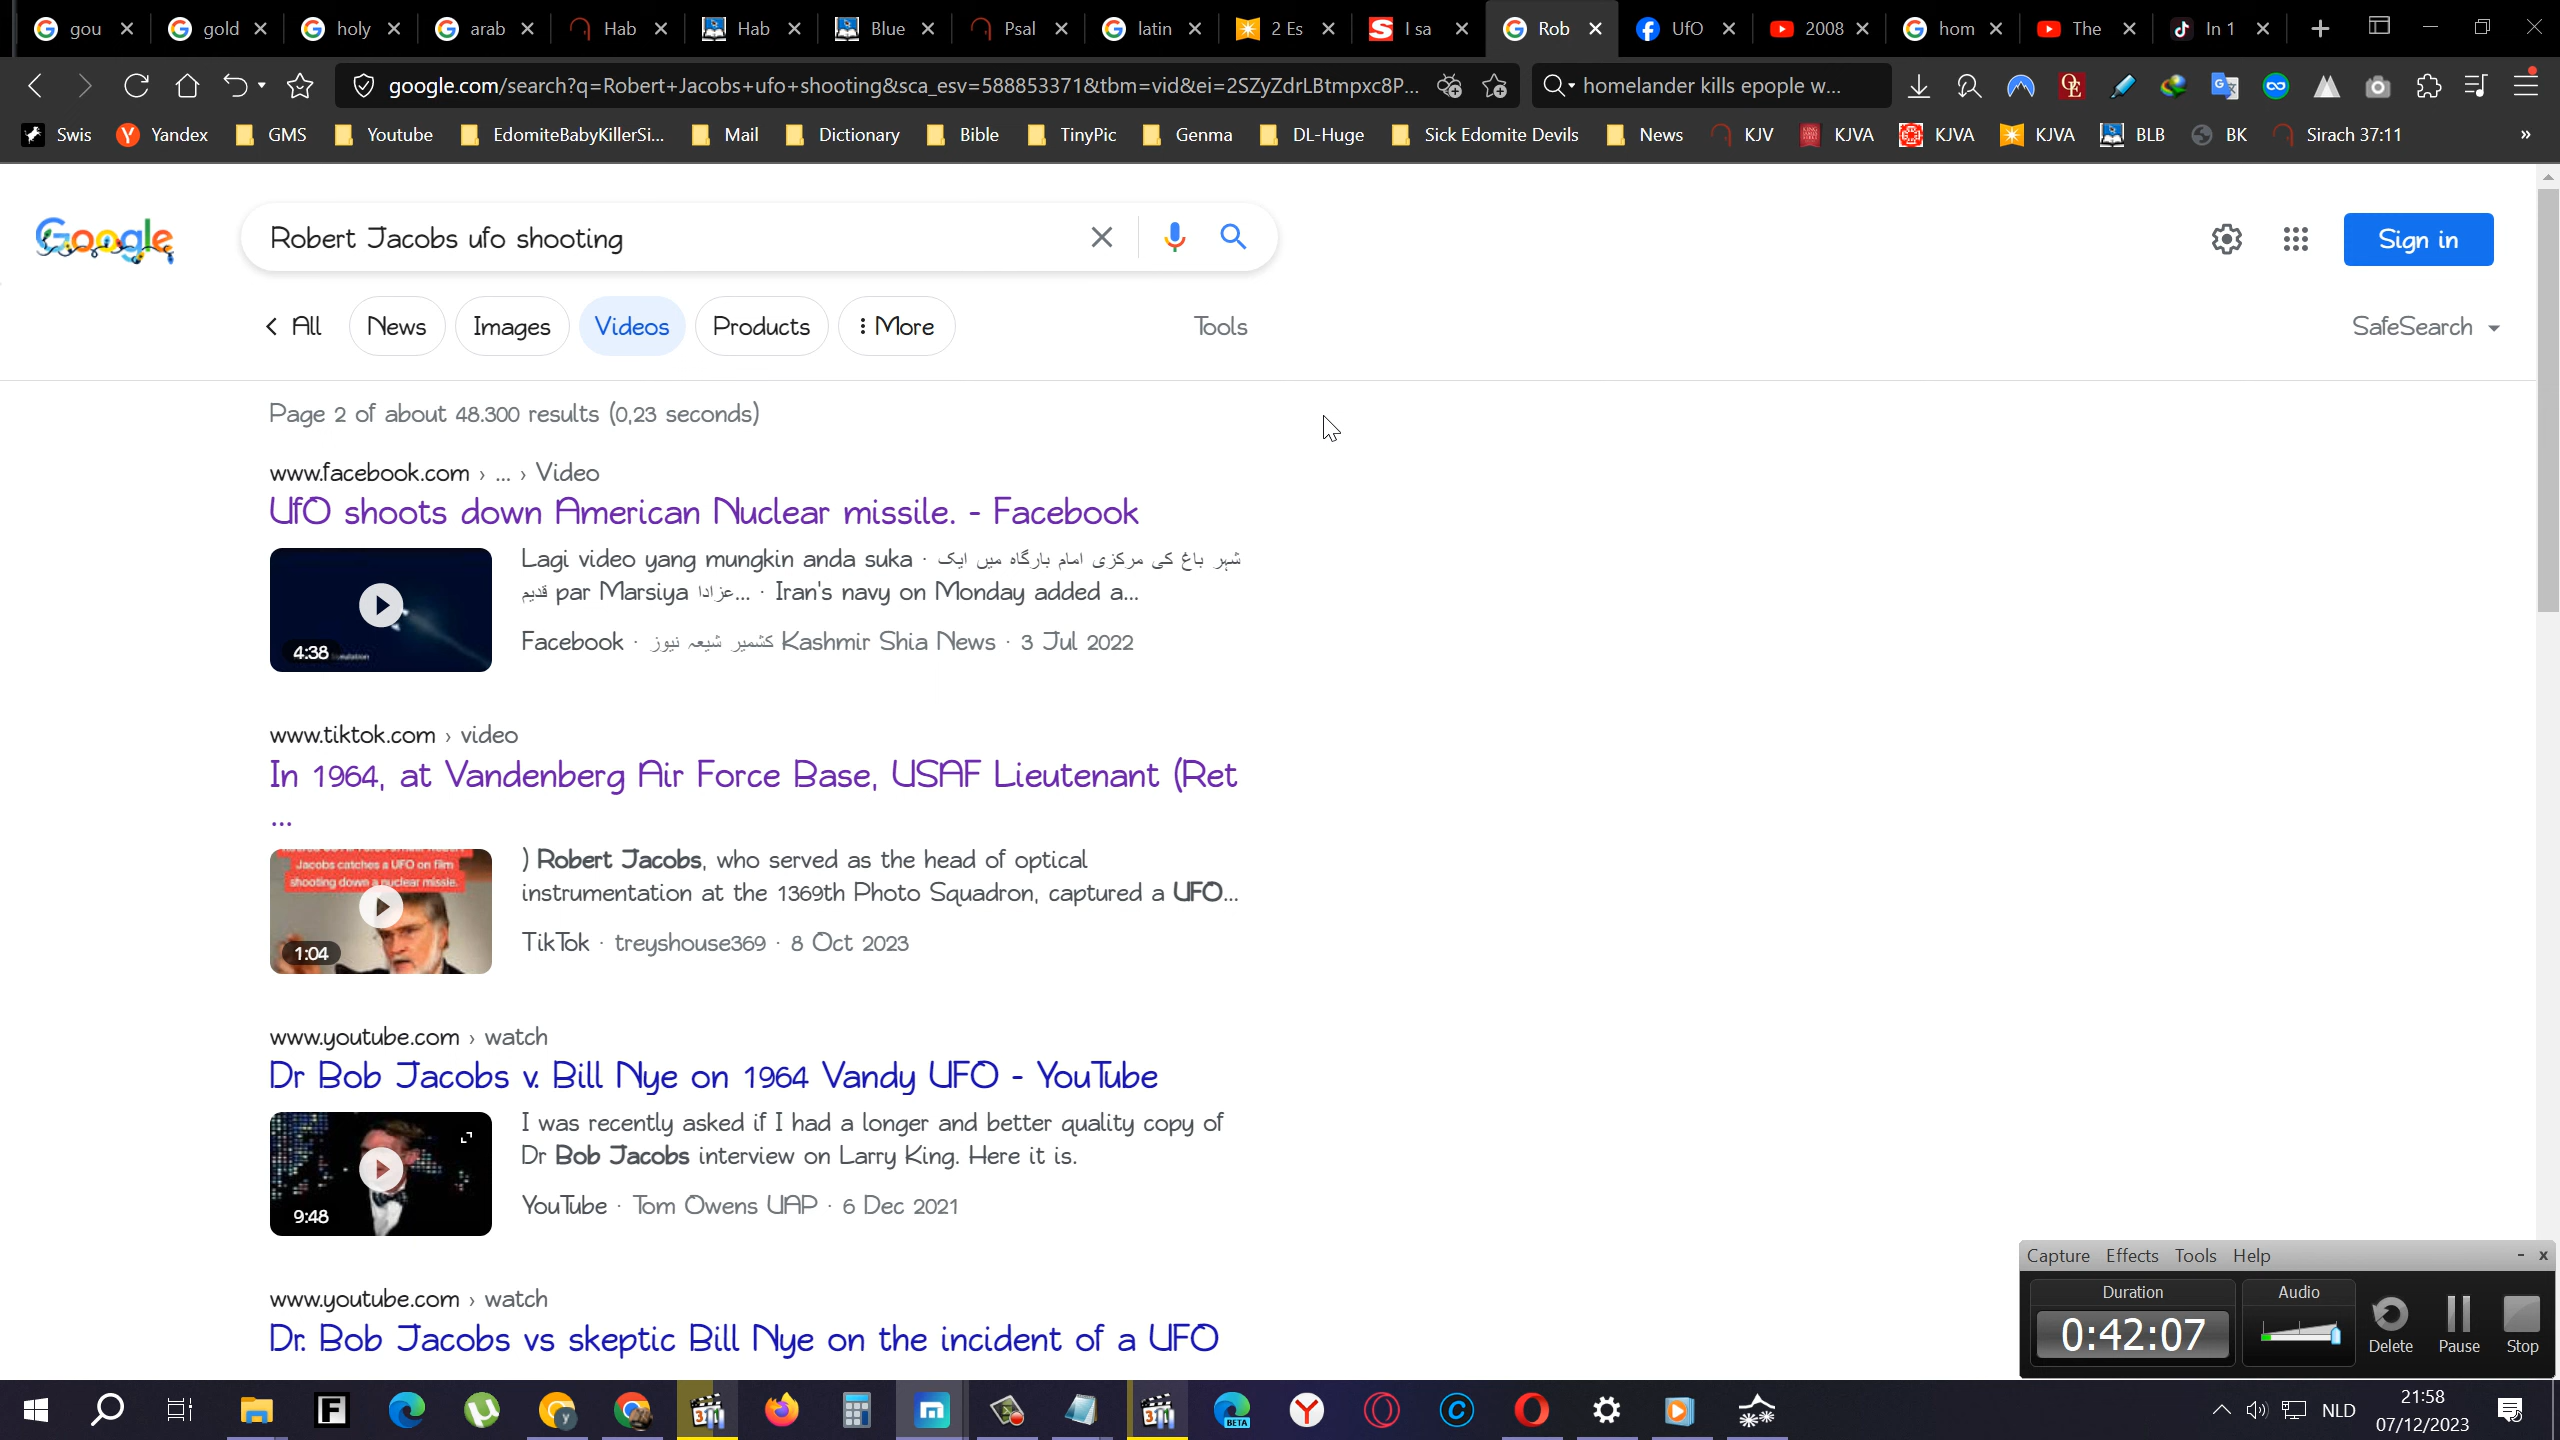 gou
gold
holy
arab
Hab
Hab
Blue
Psal
latin
2 Es
I sa
Rob
UfO
2008
hom
The
In 1
google.com/search?q=Robert+Jacobs+ufo+shooting&sca_esv=588853371&tbm=vid&ei=2SZyZdrLBtmpxc8P...
homelander kills epople w...
Swis
Yandex
GMS
Youtube
EdomiteBabyKillerSi...
Mail
Dictionary
Bible
TinyPic
Genma
DL-Huge
Sick Edomite Devils
News
KJV
KJVA
KJVA
KJVA
BLB
BK
Sirach 37:11
»
Google
Robert Jacobs ufo shooting
Sign in
All
News
Images
Videos
Products
More
Tools
SafeSearch
Page 2 of about 48.300 results (0,23 seconds)
www.facebook.com › ... › Video
UfO shoots down American Nuclear missile. - Facebook
Lagi video yang mungkin anda suka · شہر باغ کی مرکزی امام بارگاہ میں ایک
قدیم par Marsiya عزادا... · Iran's navy on Monday added a...
Facebook · کشمیر شیعہ نیوز Kashmir Shia News · 3 Jul 2022
4:38
www.tiktok.com › video
In 1964, at Vandenberg Air Force Base, USAF Lieutenant (Ret
...
Jacobs catches a UFO on film
shooting down a nuclear missle.
1:04
) Robert Jacobs, who served as the head of optical
instrumentation at the 1369th Photo Squadron, captured a UFO...
TikTok · treyshouse369 · 8 Oct 2023
www.youtube.com › watch
Dr Bob Jacobs v. Bill Nye on 1964 Vandy UFO - YouTube
I was recently asked if I had a longer and better quality copy of
Dr Bob Jacobs interview on Larry King. Here it is.
YouTube · Tom Owens UAP · 6 Dec 2021
9:48
www.youtube.com › watch
Dr. Bob Jacobs vs skeptic Bill Nye on the incident of a UFO
Capture Effects Tools Help
Duration
Audio
0:42:07
Delete
Pause
Stop
BETA
NLD
21:58
07/12/2023